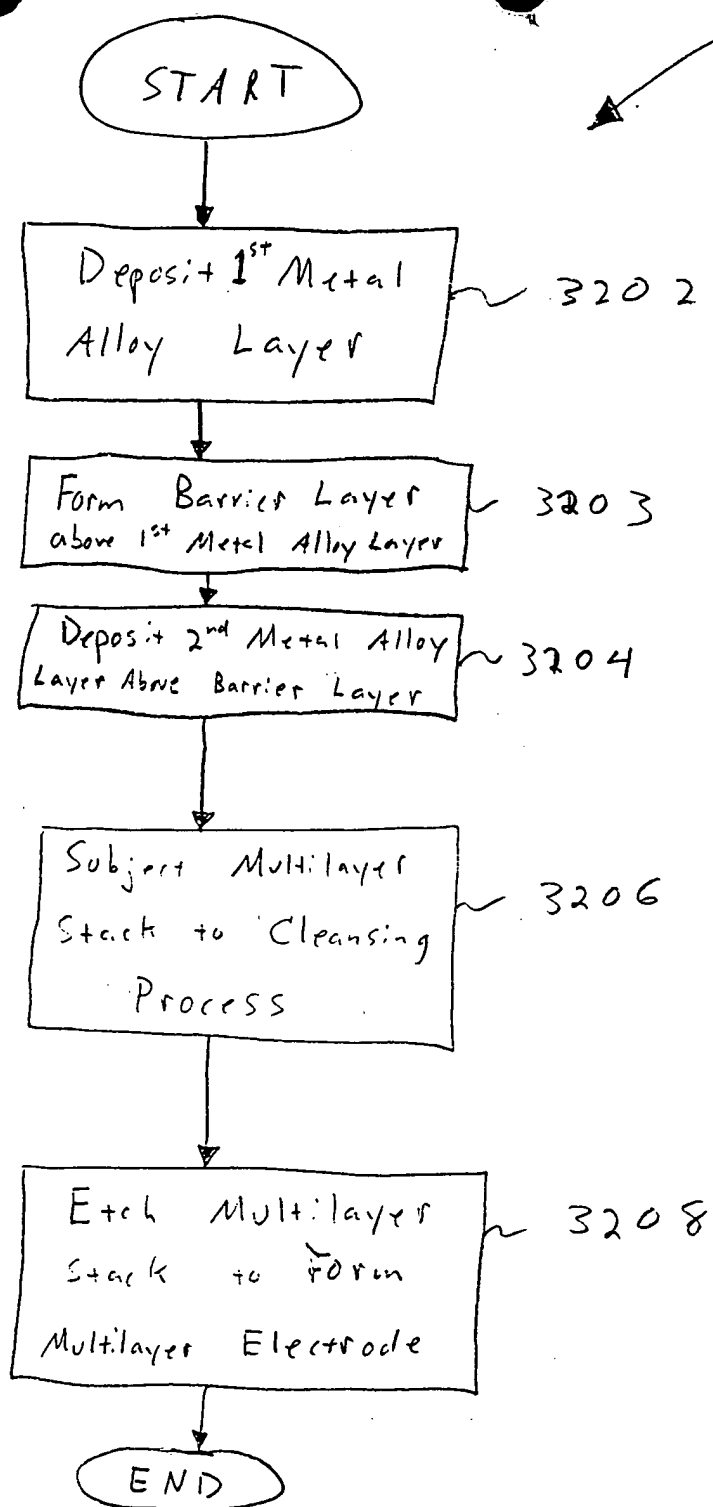 START
Deposit 1st Metal
Alloy Layer
3202
Form Barrier Layer
above 1st Metal Alloy Layer
3203
Deposit 2nd Metal Alloy
Layer Above Barrier Layer
3204
Subject Multilayer
Stack to Cleansing
Process
3206
Etch Multilayer
Stack to form
Multilayer Electrode
3208
END